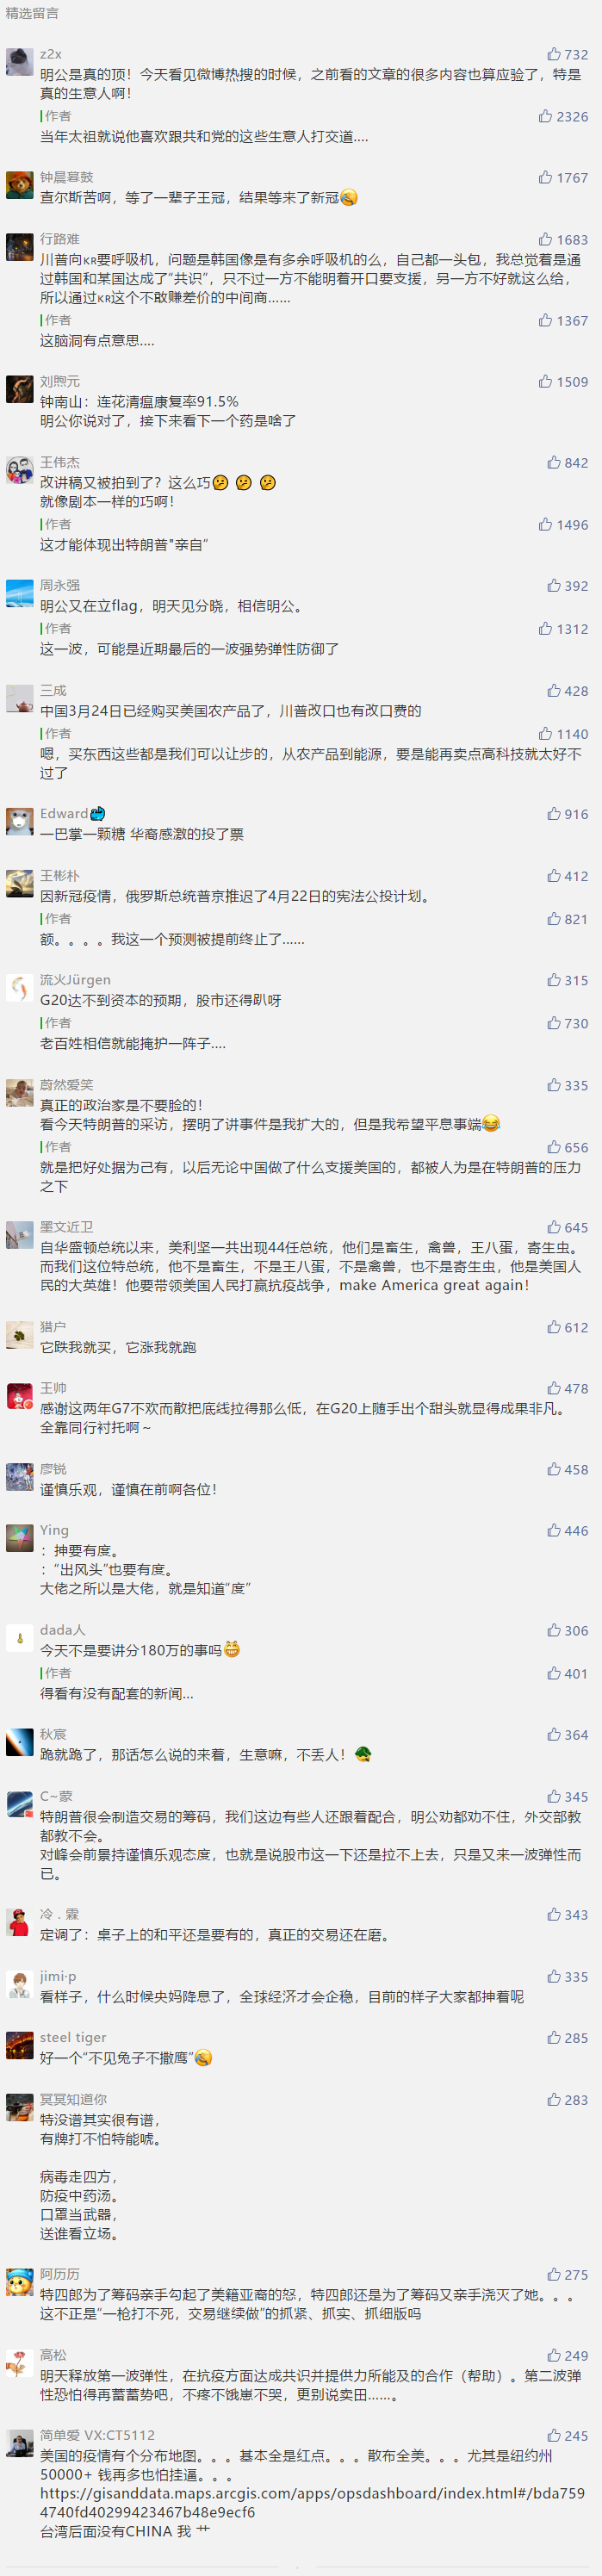 精选留言
z2x
732
明公是真的顶！今天看见微博热搜的时候，之前看的文章的很多内容也算应验了，特是
真的生意人啊！
作者
2326
当年太祖就说他喜欢跟共和党的这些生意人打交道....
钟晨暮鼓
1767
查尔斯苦啊，等了一辈子王冠，结果等来了新冠
行路难
1683
川普向KR要呼吸机，问题是韩国像是有多余呼吸机的么，自己都一头包，我总觉着是通
过韩国和某国达成了“共识”，只不过一方不能明着开口要支援，另一方不好就这么给，
所以通过KR这个不敢赚差价的中间商......
作者
1367
这脑洞有点意思....
刘煦元
1509
钟南山：连花清瘟康复率91.5%
明公你说对了，接下来看下一个药是啥了
王伟杰
842
改讲稿又被拍到了？这么巧
就像剧本一样的巧啊！
作者
1496
这才能体现出特朗普"亲自“
周永强
392
明公又在立flag，明天见分晓，相信明公。
作者
1312
这一波，可能是近期最后的一波强势弹性防御了
三成
428
中国3月24日已经购买美国农产品了，川普改口也有改口费的
作者
1140
嗯，买东西这些都是我们可以让步的，从农产品到能源，要是能再卖点高科技就太好不
过了
Edward
916
一巴掌一颗糖 华裔感激的投了票
王彬朴
412
因新冠疫情，俄罗斯总统普京推迟了4月22日的宪法公投计划。
作者
821
额。。。。我这一个预测被提前终止了......
流火Jürgen
315
G20达不到资本的预期，股市还得趴呀
作者
730
老百姓相信就能掩护一阵子....
蔚然爱笑
335
真正的政治家是不要脸的！
看今天特朗普的采访，摆明了讲事件是我扩大的，但是我希望平息事端
作者
656
就是把好处据为己有，以后无论中国做了什么支援美国的，都被人为是在特朗普的压力
之下
墨文近卫
645
自华盛顿总统以来，美利坚一共出现44任总统，他们是畜生，禽兽，王八蛋，寄生虫。
而我们这位特总统，他不是畜生，不是王八蛋，不是禽兽，也不是寄生虫，他是美国人
民的大英雄！他要带领美国人民打赢抗疫战争，make America great again！
猎户
612
它跌我就买，它涨我就跑
王帅
478
感谢这两年G7不欢而散把底线拉得那么低，在G20上随手出个甜头就显得成果非凡。
全靠同行衬托啊～
廖锐
458
谨慎乐观，谨慎在前啊各位！
Ying
446
：抻要有度。
：“出风头”也要有度。
大佬之所以是大佬，就是知道“度”
dada人
306
今天不是要讲分180万的事吗
作者
401
得看有没有配套的新闻...
秋宸
364
跪就跪了，那话怎么说的来着，生意嘛，不丢人！
C~蒙
345
特朗普很会制造交易的筹码，我们这边有些人还跟着配合，明公劝都劝不住，外交部教
都教不会。
对峰会前景持谨慎乐观态度，也就是说股市这一下还是拉不上去，只是又来一波弹性而
已。
冷 . 霖
343
定调了：桌子上的和平还是要有的，真正的交易还在磨。
jimi·p
335
看样子，什么时候央妈降息了，全球经济才会企稳，目前的样子大家都抻着呢
steel tiger
285
好一个“不见兔子不撒鹰”
冥冥知道你
283
特没谱其实很有谱，
有牌打不怕特能唬。
病毒走四方，
防疫中药汤。
口罩当武器，
送谁看立场。
阿历历
275
特四郎为了筹码亲手勾起了美籍亚裔的怒，特四郎还是为了筹码又亲手浇灭了她。。。
这不正是“一枪打不死，交易继续做”的抓紧、抓实、抓细版吗
高松
249
明天释放第一波弹性，在抗疫方面达成共识并提供力所能及的合作（帮助）。第二波弹
性恐怕得再蓄蓄势吧，不疼不饿崽不哭，更别说卖田......。
简单爱 VX:CT5112
245
美国的疫情有个分布地图。。。基本全是红点。。。散布全美。。。尤其是纽约州
50000+ 钱再多也怕挂逼。。。
https://gisanddata.maps.arcgis.com/apps/opsdashboard/index.html#/bda759
4740fd40299423467b48e9ecf6
台湾后面没有CHINA 我 艹